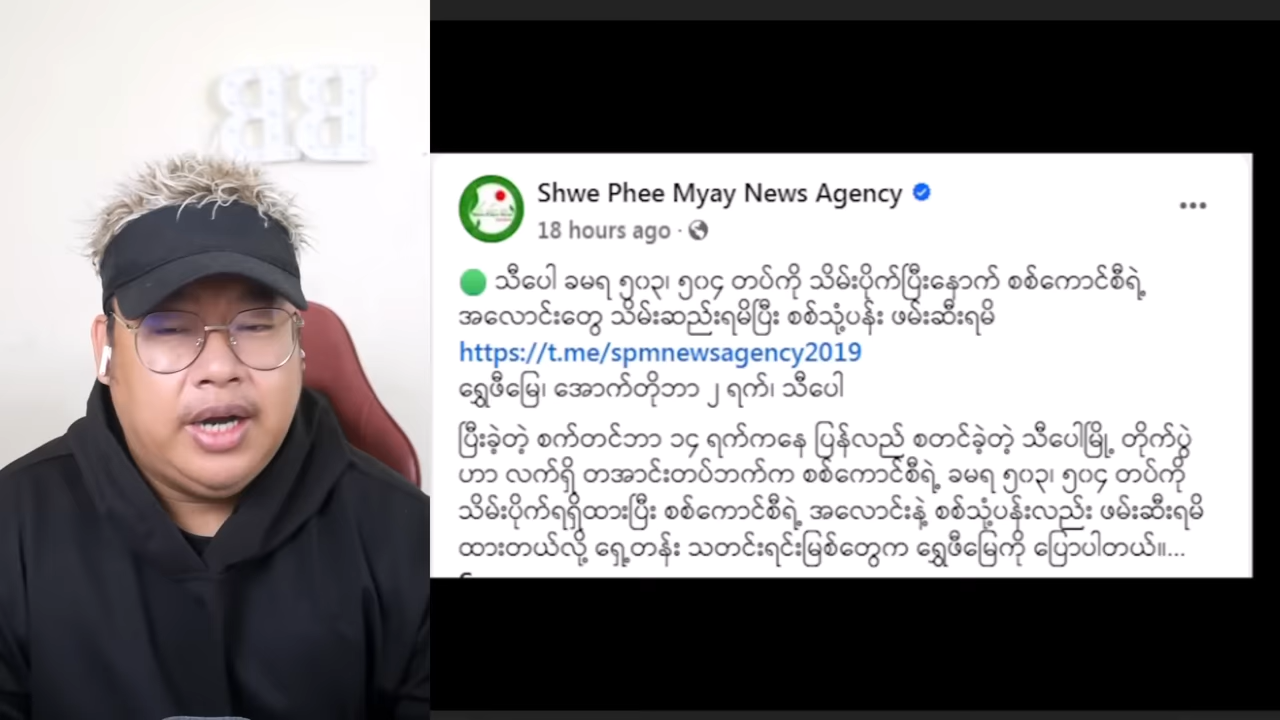 BB
Shwe Phee Myay News Agency
18 hours ago ·
သီပေါ ခမရ ၅၀၃၊ ၅၀၄ တပ်ကို သိမ်းပိုက်ပြီးနောက် စစ်ကောင်စီရဲ့
အလောင်းတွေ သိမ်းဆည်းရမိပြီး စစ်သုံ့ပန်း ဖမ်းဆီးရမိ
https://t.me/spmnewsagency2019
ရွှေဖီမြေ၊ အောက်တိုဘာ ၂ ရက်၊ သီပေါ
ပြီးခဲ့တဲ့ စက်တင်ဘာ ၁၄ ရက်ကနေ ပြန်လည် စတင်ခဲ့တဲ့ သီပေါမြို့ တိုက်ပွဲ
ဟာ လက်ရှိ တအာင်းတပ်ဘက်က စစ်ကောင်စီရဲ့ ခမရ ၅၀၃၊ ၅၀၄ တပ်ကို
သိမ်းပိုက်ရရှိထားပြီး စစ်ကောင်စီရဲ့ အလောင်းနဲ့ စစ်သုံ့ပန်းလည်း ဖမ်းဆီးရမိ
ထားတယ်လို့ ရှေ့တန်း သတင်းရင်းမြစ်တွေက ရွှေဖီမြေကို ပြောပါတယ်။...